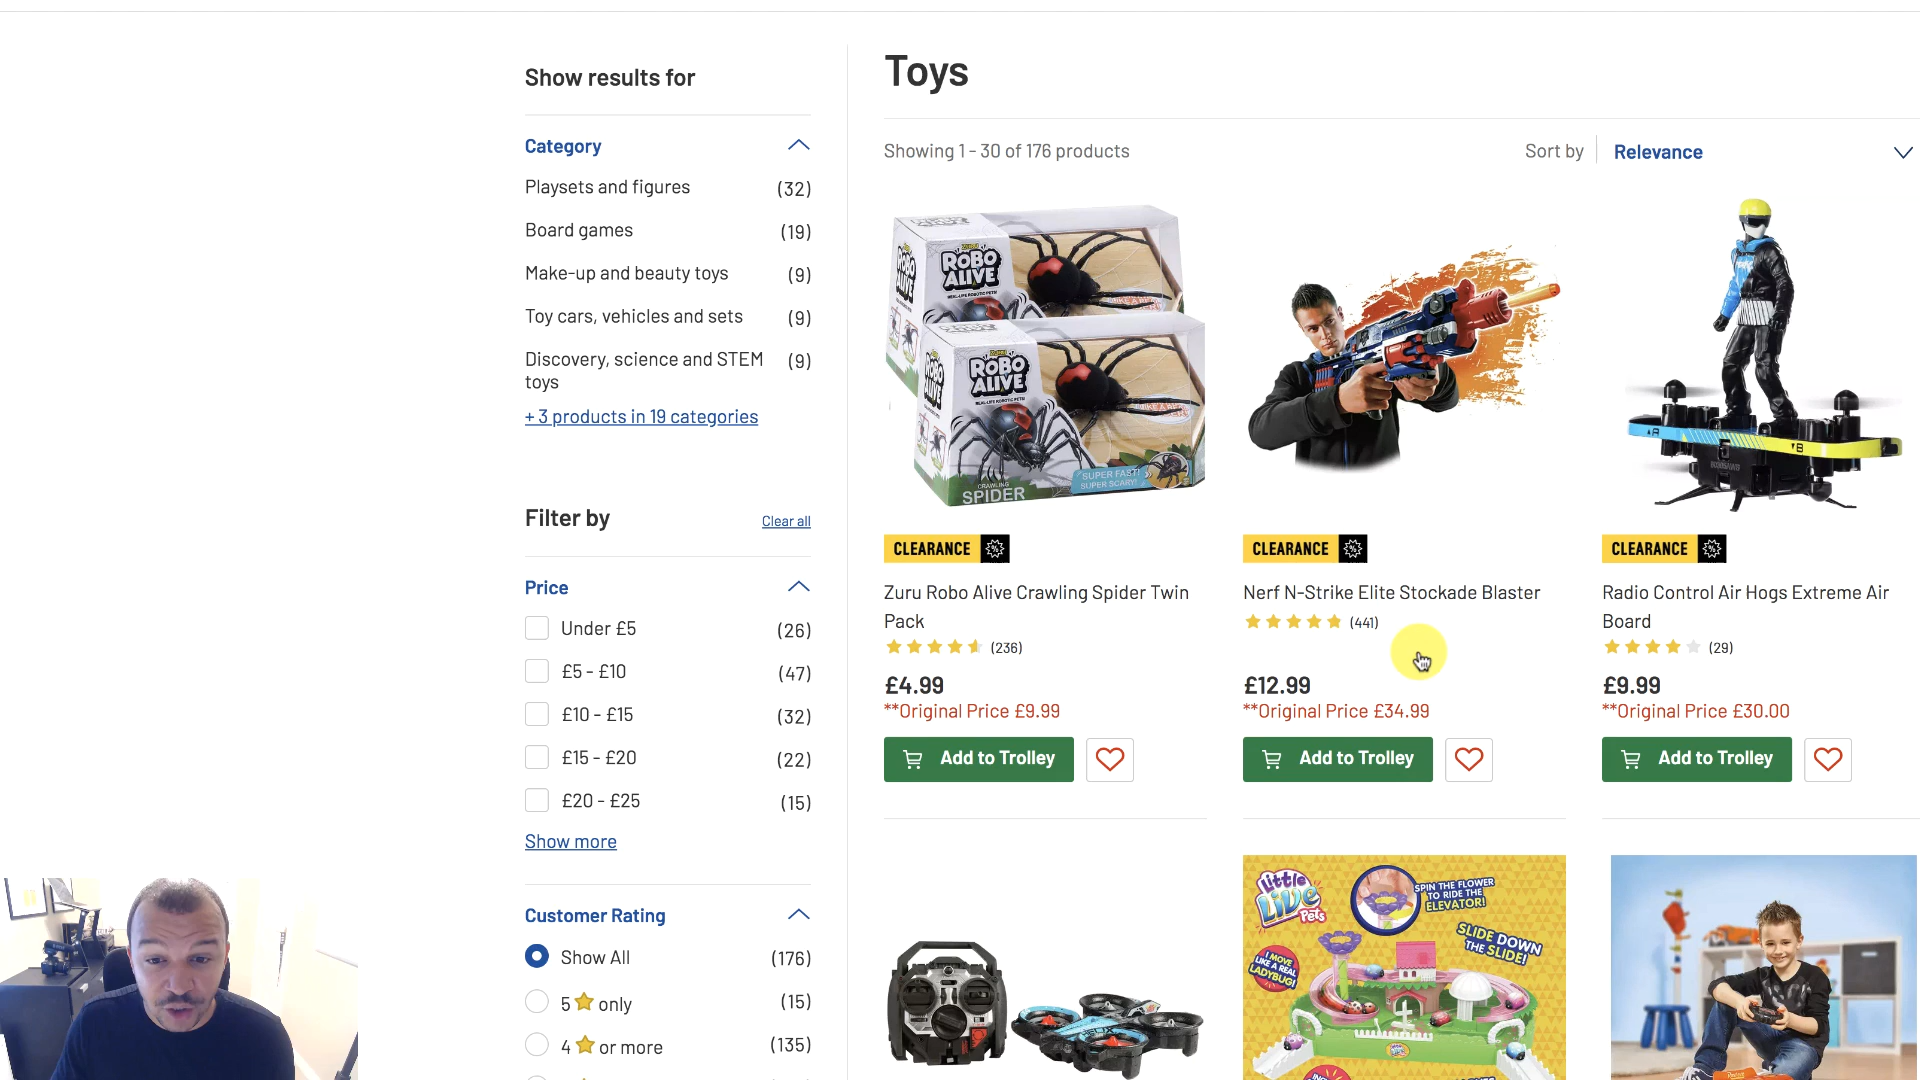 Show results for
Category
Playsets and figures (32)
Board games (19)
Make-up and beauty toys (9)
Toy cars, vehicles and sets (9)
Discovery, science and STEM (9)
toys
+ 3 products in 19 categories
Filter by Clear all
Price
Under £5 (26)
£5 - £10 (47)
£10 - £15 (32)
£15 - £20 (22)
£20 - £25 (15)
Show more
Customer Rating
Show All (176)
5 only (15)
4 or more (135)
Toys
Showing 1 - 30 of 176 products
Sort by Relevance
ZURU
ROBO
ALIVE
ROBO
ALIVE
CRAWLING
SPIDER
SUPER FAST!
SUPER SCARY!
CLEARANCE
Zuru Robo Alive Crawling Spider Twin
Pack
(236)
£4.99
**Original Price £9.99
Add to Trolley
CLEARANCE
Nerf N-Strike Elite Stockade Blaster
(441)
£12.99
**Original Price £34.99
Add to Trolley
CLEARANCE
Radio Control Air Hogs Extreme Air
Board
(29)
£9.99
**Original Price £30.00
Add to Trolley
Little
Live
Pets
SPIN THE FLOWER
TO RIDE THE
ELEVATOR!
SLIDE DOWN
THE SLIDE!
I MOVE
LIKE A REAL
LADYBUG!